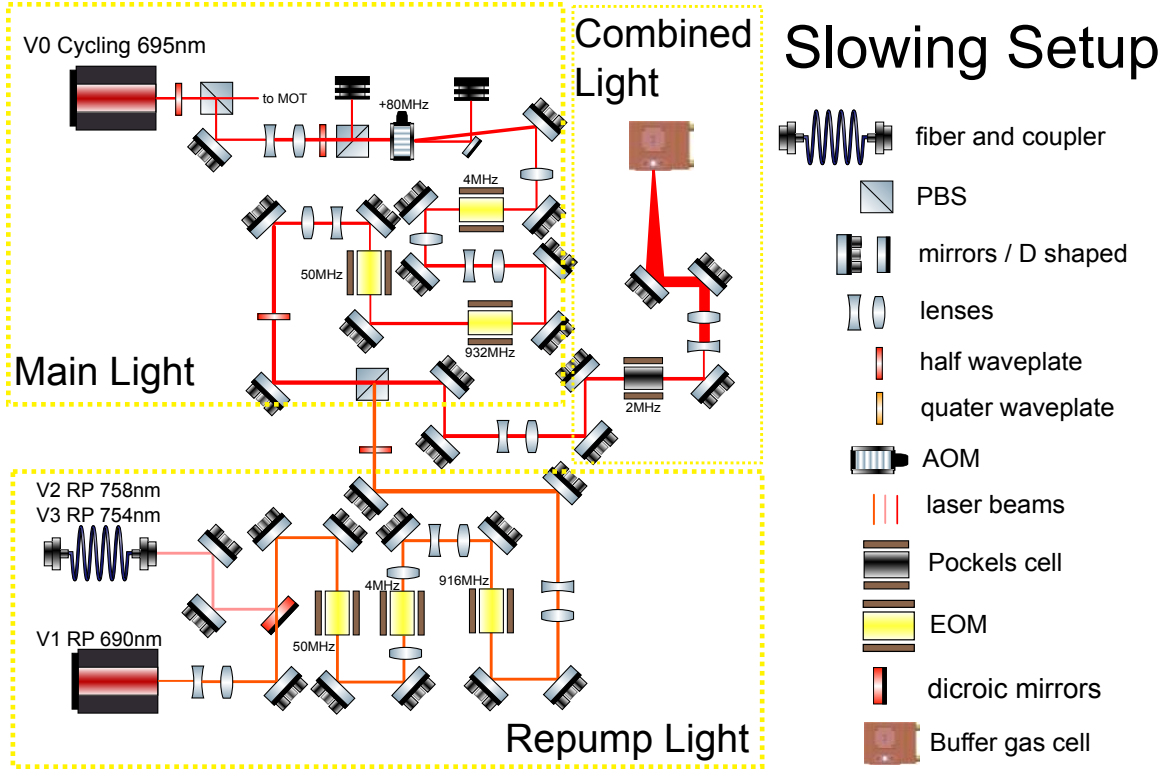 Slowing Setup
V0 Cycling 695nm
to MOT
+80MHz
4MHz
50MHz
932MHz
Main Light
Combined
Light
2MHz
V2 RP 758nm
V3 RP 754nm
V1 RP 690nm
50MHz
4MHz
916MHz
Repump Light
fiber and coupler
PBS
mirrors / D shaped
lenses
half waveplate
quater waveplate
AOM
laser beams
Pockels cell
EOM
dicroic mirrors
Buffer gas cell